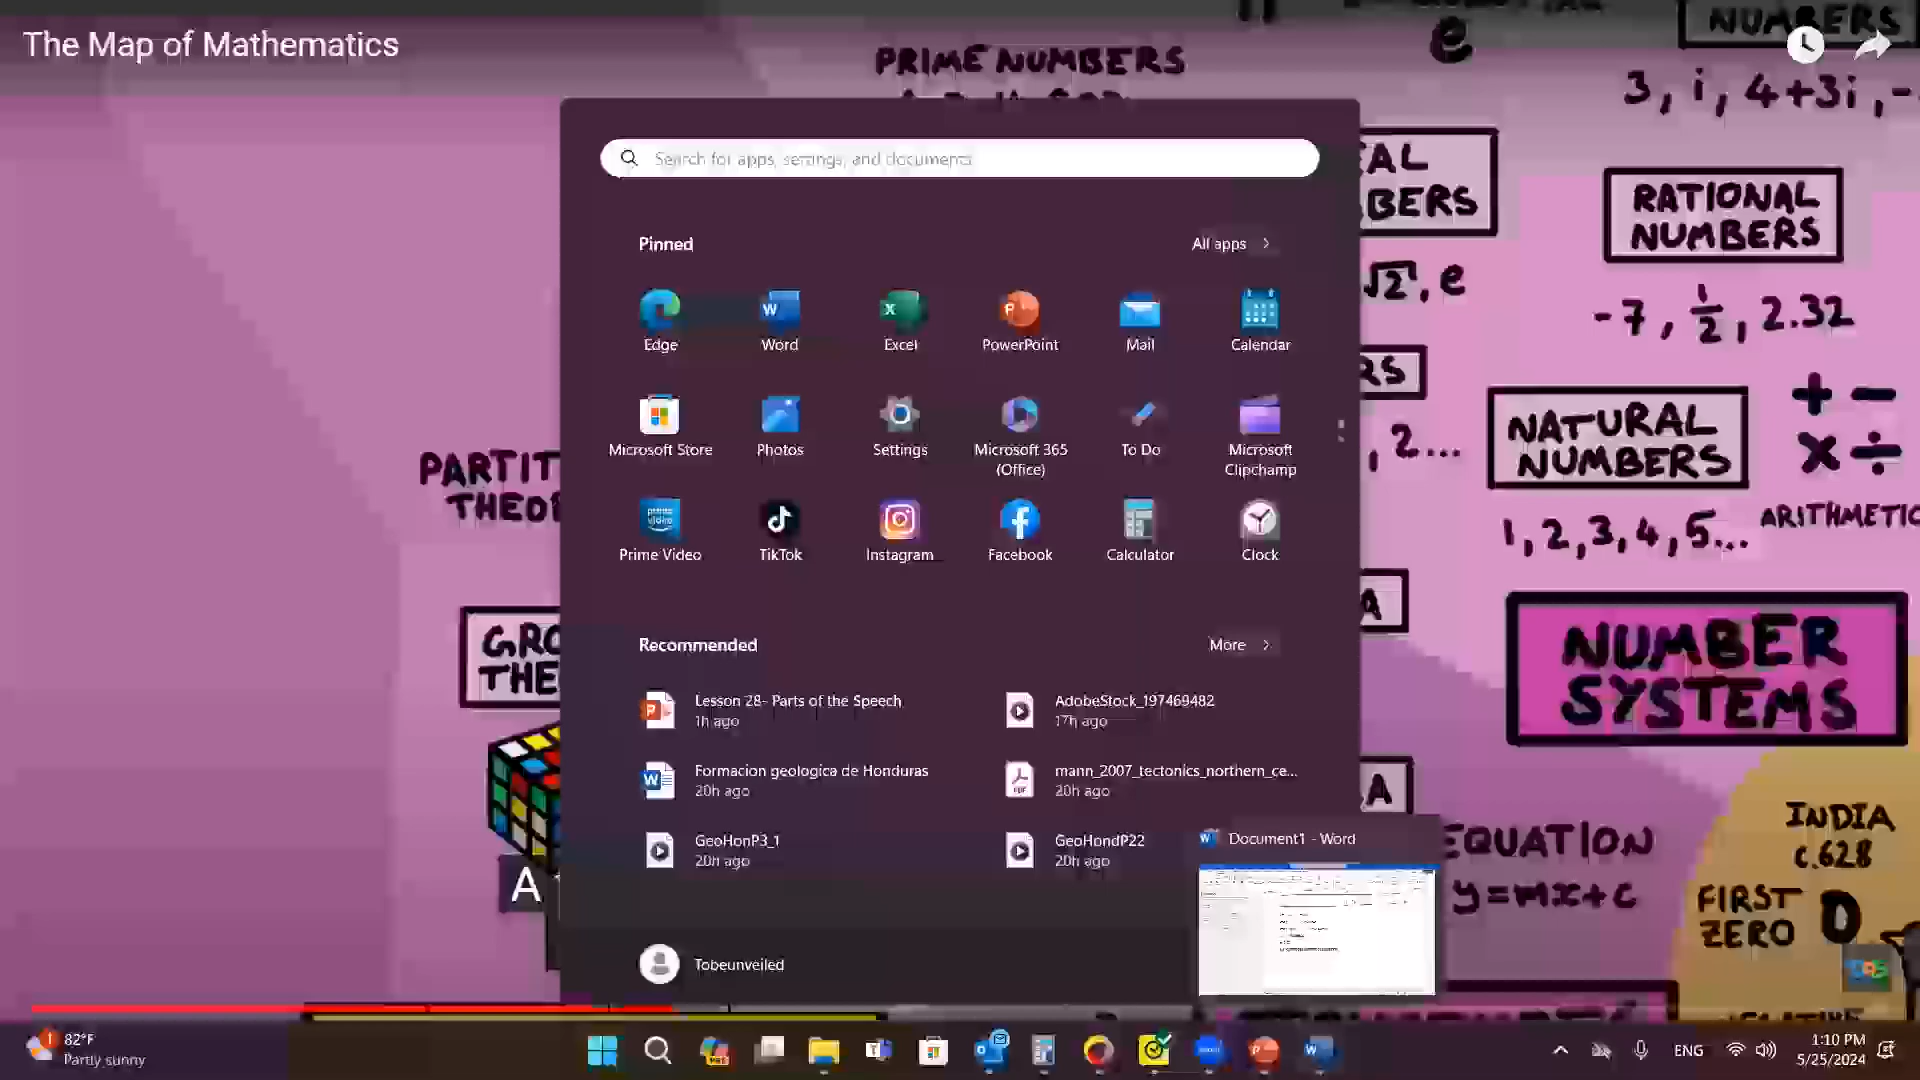 The Map of Mathematics
PRIME NUMBERS
e
NUMBERS
3, i, 4+3i, -
BERS
RATIONAL
NUMBERS
√2, e
-7, 1/2, 2.32
, 2...
NATURAL
NUMBERS
+ -
× ÷
1, 2, 3, 4, 5...
ARITHMETIC
NUMBER
SYSTEMS
EQUATION
y=mx+c
INDIA
c.628
FIRST
ZERO
0
A
Search for apps, settings, and documents
Pinned
All apps
Edge
Word
Excel
PowerPoint
Mail
Calendar
Microsoft Store
Photos
Settings
Microsoft 365
(Office)
To Do
Microsoft
Clipchamp
Prime Video
TikTok
Instagram
Facebook
Calculator
Clock
Recommended
More
Lesson 28- Parts of the Speech
1h ago
AdobeStock_197469482
17h ago
Formacion geologica de Honduras
20h ago
mann_2007_tectonics_northern_ce...
20h ago
GeoHonP3_1
20h ago
GeoHondP22
20h ago
Document1 - Word
Tobeunveiled
82°F
Partly sunny
ENG
1:10 PM
5/25/2024